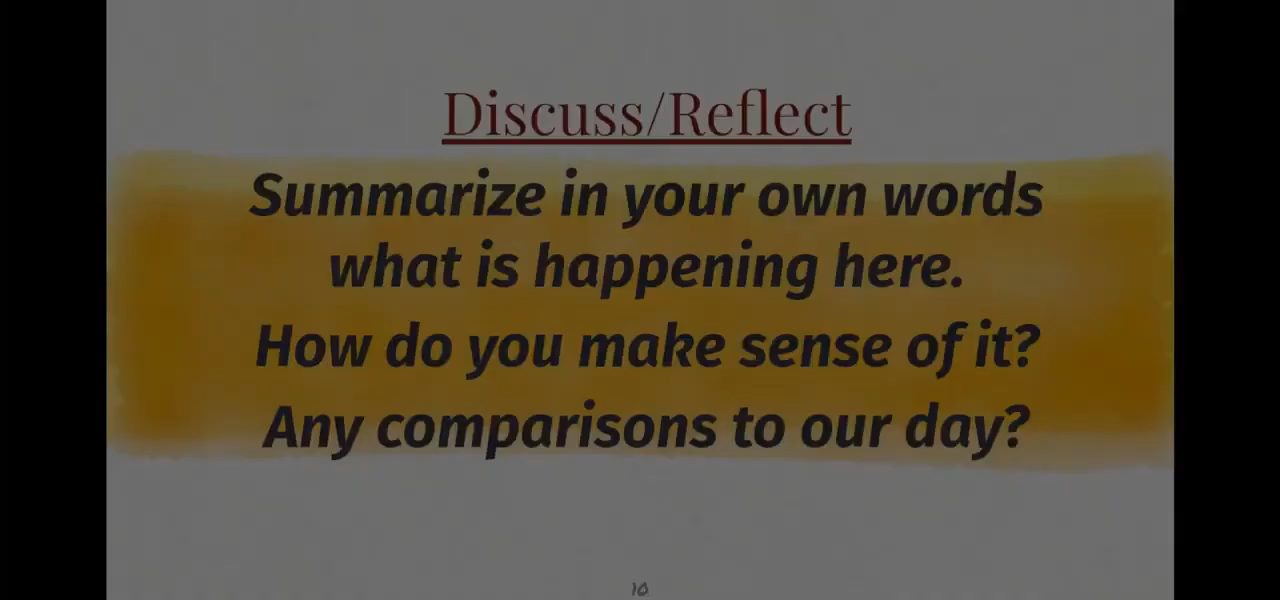 Discuss/Reflect
Summarize in your own words
what is happening here.
How do you make sense of it?
Any comparisons to our day?
10